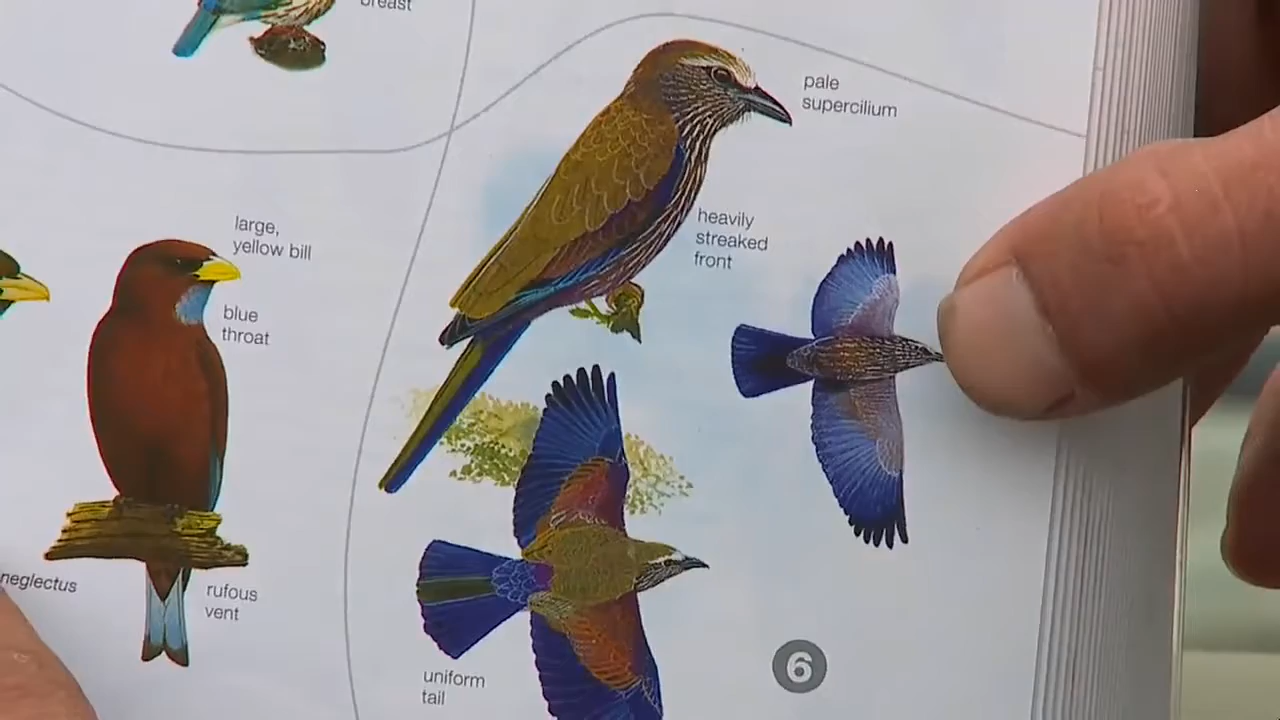 breast
pale
supercilium
large,
yellow bill
heavily
streaked
front
blue
throat
neglectus
rufous
vent
uniform
tail
6